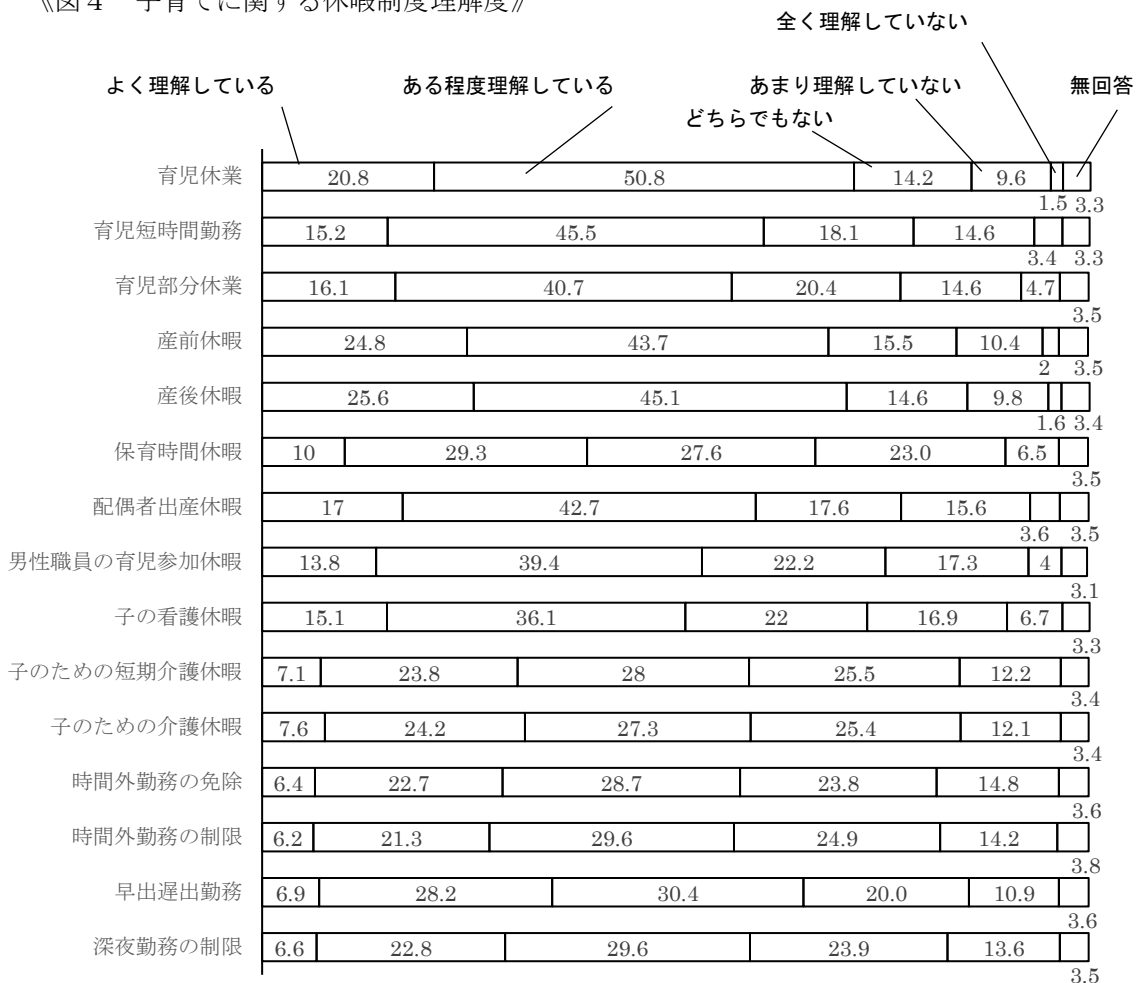 《図４　子育てに関する休暇制度理解度》
全く理解していない
よく理解している ある程度理解している あまり理解していない 無回答
どちらでもない
育児休業 20.8 50.8 14.2 9.6
1.5 3.3
育児短時間勤務 15.2 45.5 18.1 14.6
3.4 3.3
育児部分休業 16.1 40.7 20.4 14.6 4.7
3.5
産前休暇 24.8 43.7 15.5 10.4
2 3.5
産後休暇 25.6 45.1 14.6 9.8
1.6 3.4
保育時間休暇 10 29.3 27.6 23.0 6.5
3.5
配偶者出産休暇 17 42.7 17.6 15.6
3.6 3.5
男性職員の育児参加休暇 13.8 39.4 22.2 17.3 4
3.1
子の看護休暇 15.1 36.1 22 16.9 6.7
3.3
子のための短期介護休暇 7.1 23.8 28 25.5 12.2
3.4
子のための介護休暇 7.6 24.2 27.3 25.4 12.1
3.4
時間外勤務の免除 6.4 22.7 28.7 23.8 14.8
3.6
時間外勤務の制限 6.2 21.3 29.6 24.9 14.2
3.8
早出遅出勤務 6.9 28.2 30.4 20.0 10.9
3.6
深夜勤務の制限 6.6 22.8 29.6 23.9 13.6
3.5